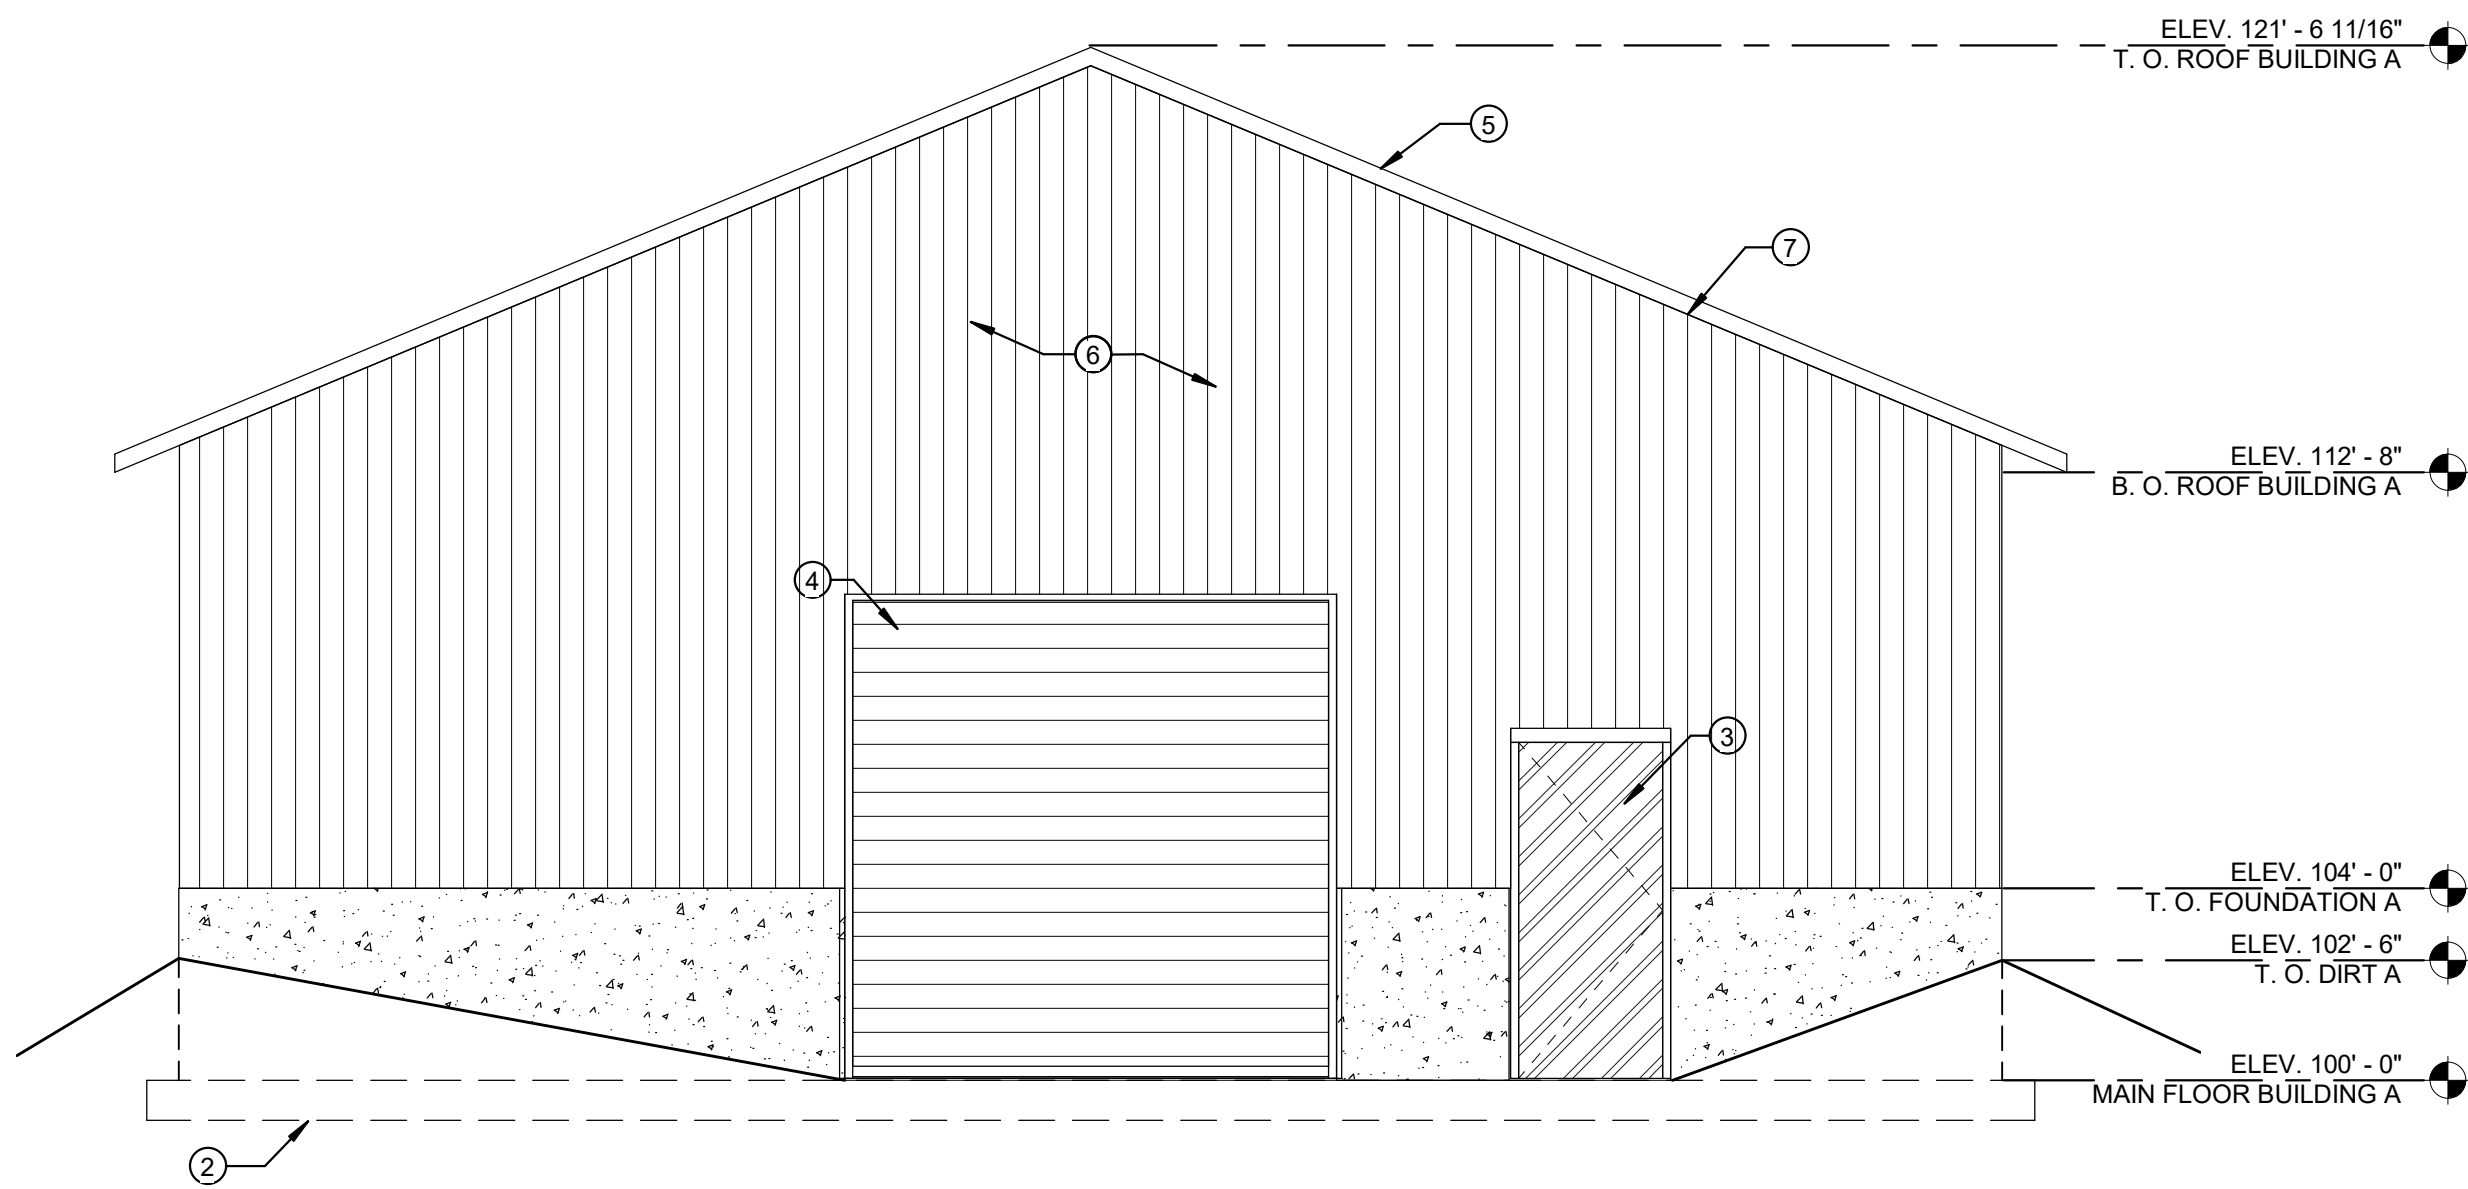 ELEV. 121' - 6 11/16"
T. O. ROOF BUILDING A
5
7
6
ELEV. 112' - 8"
B. O. ROOF BUILDING A
4
3
ELEV. 104' - 0"
T. O. FOUNDATION A
ELEV. 102' - 6"
T. O. DIRT A
ELEV. 100' - 0"
MAIN FLOOR BUILDING A
2